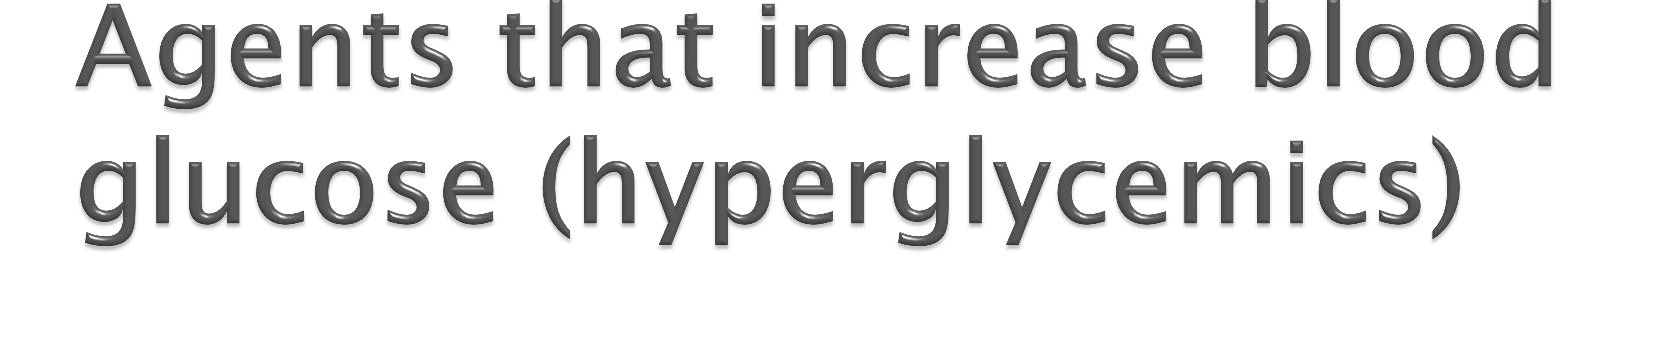 Agents that increase blood
glucose (hyperglycemics)